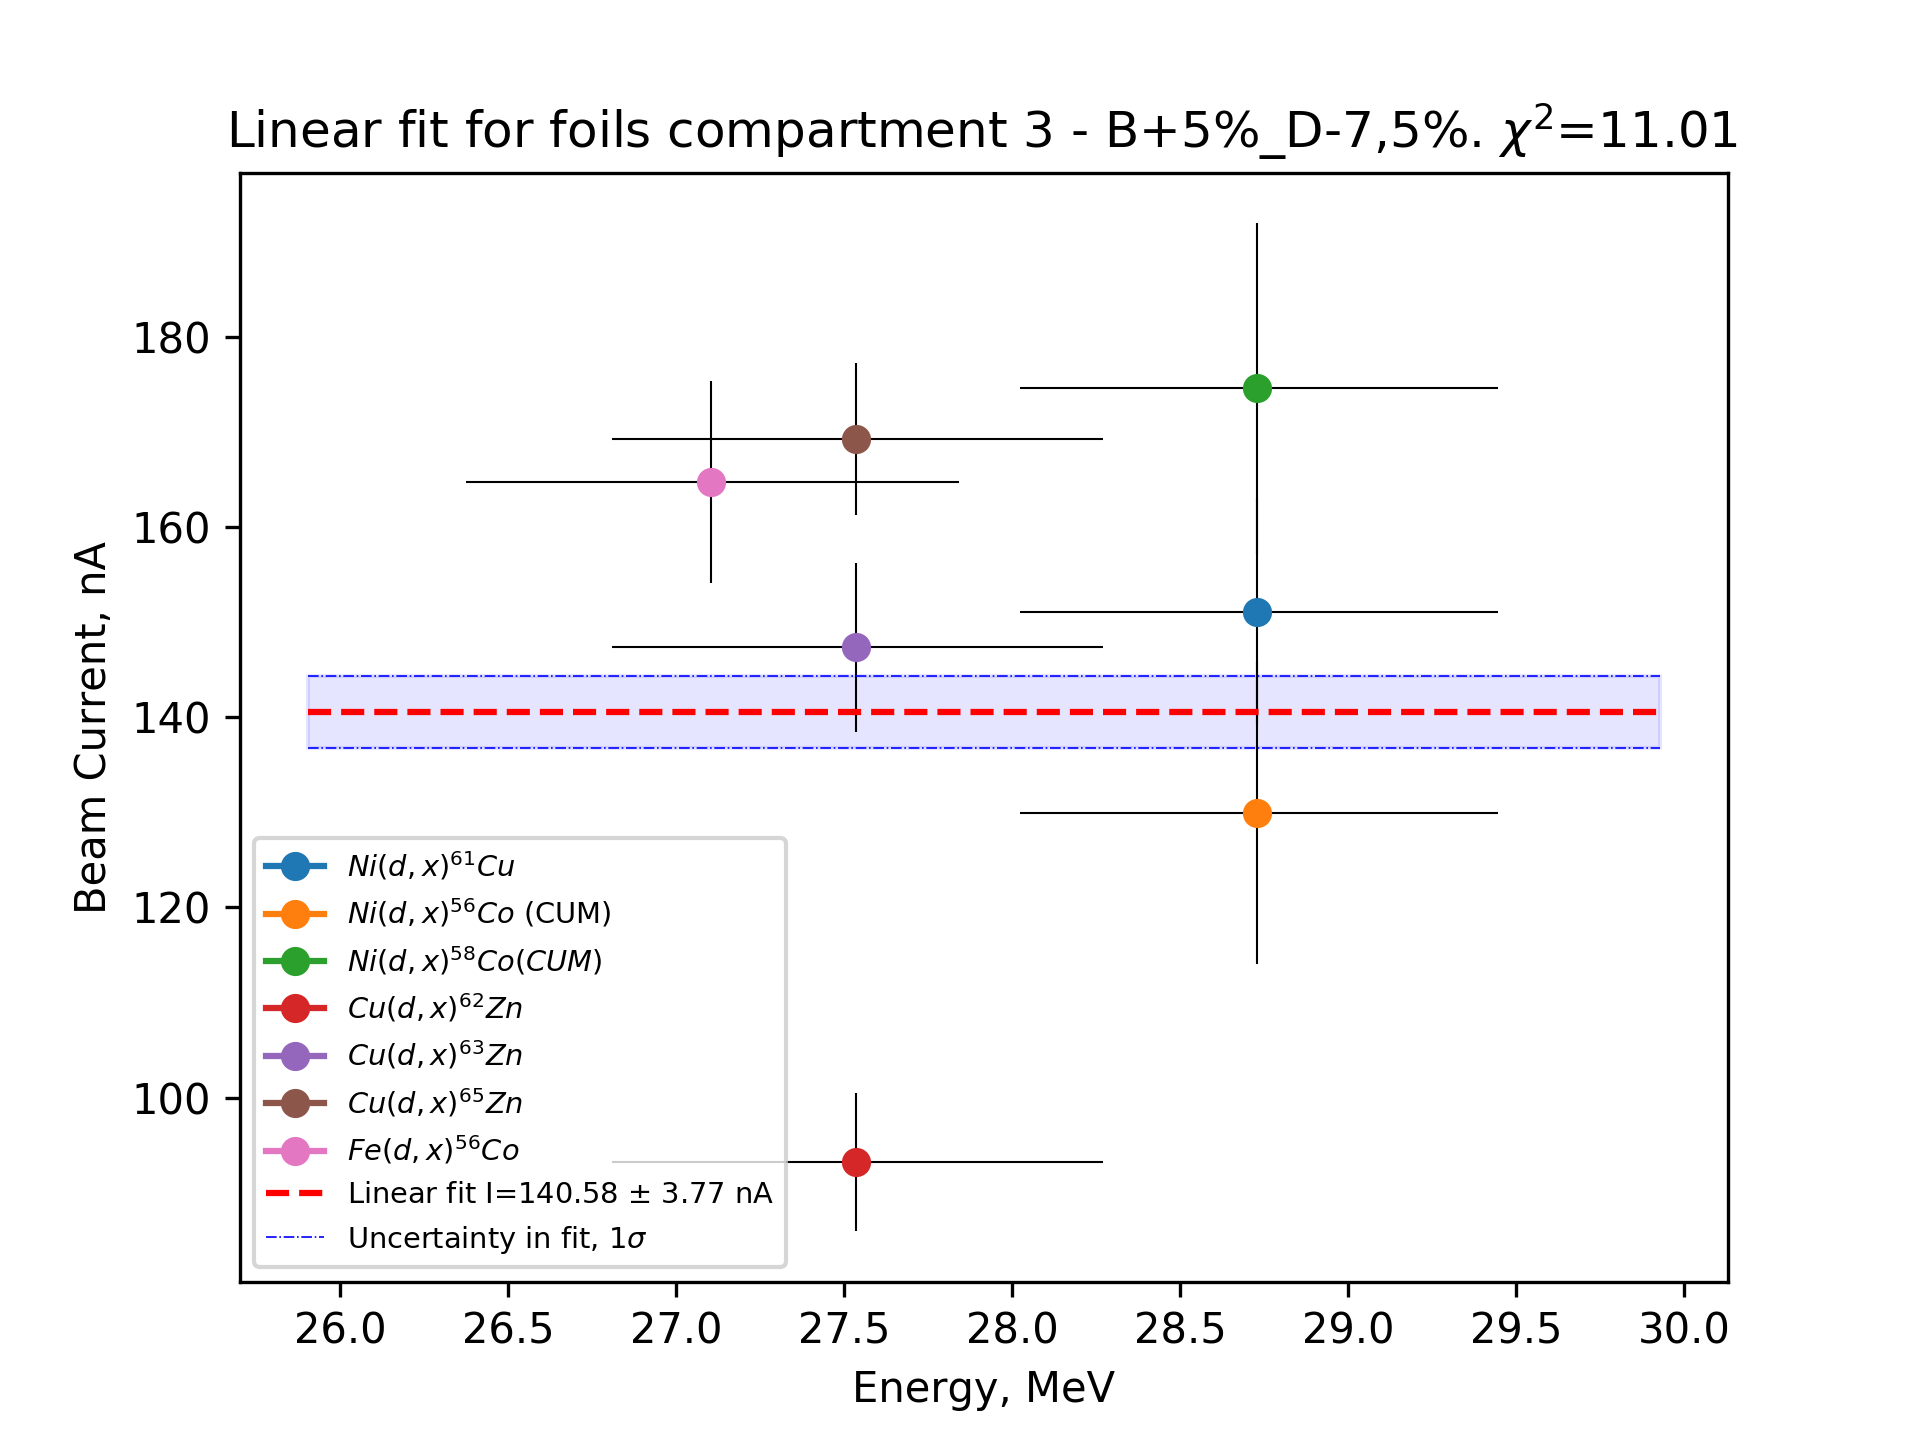 Linear fit for foils compartment 3 - B+5%_D-7,5%. χ²=11.01
Beam Current, nA
180
160
140
120
100
Ni(d, x)⁶¹Cu
Ni(d, x)⁵⁶Co (CUM)
Ni(d, x)⁵⁸Co(CUM)
Cu(d, x)⁶²Zn
Cu(d, x)⁶³Zn
Cu(d, x)⁶⁵Zn
Fe(d, x)⁵⁶Co
Linear fit I=140.58 ± 3.77 nA
Uncertainty in fit, 1σ
26.0 26.5 27.0 27.5 28.0 28.5 29.0 29.5 30.0
Energy, MeV